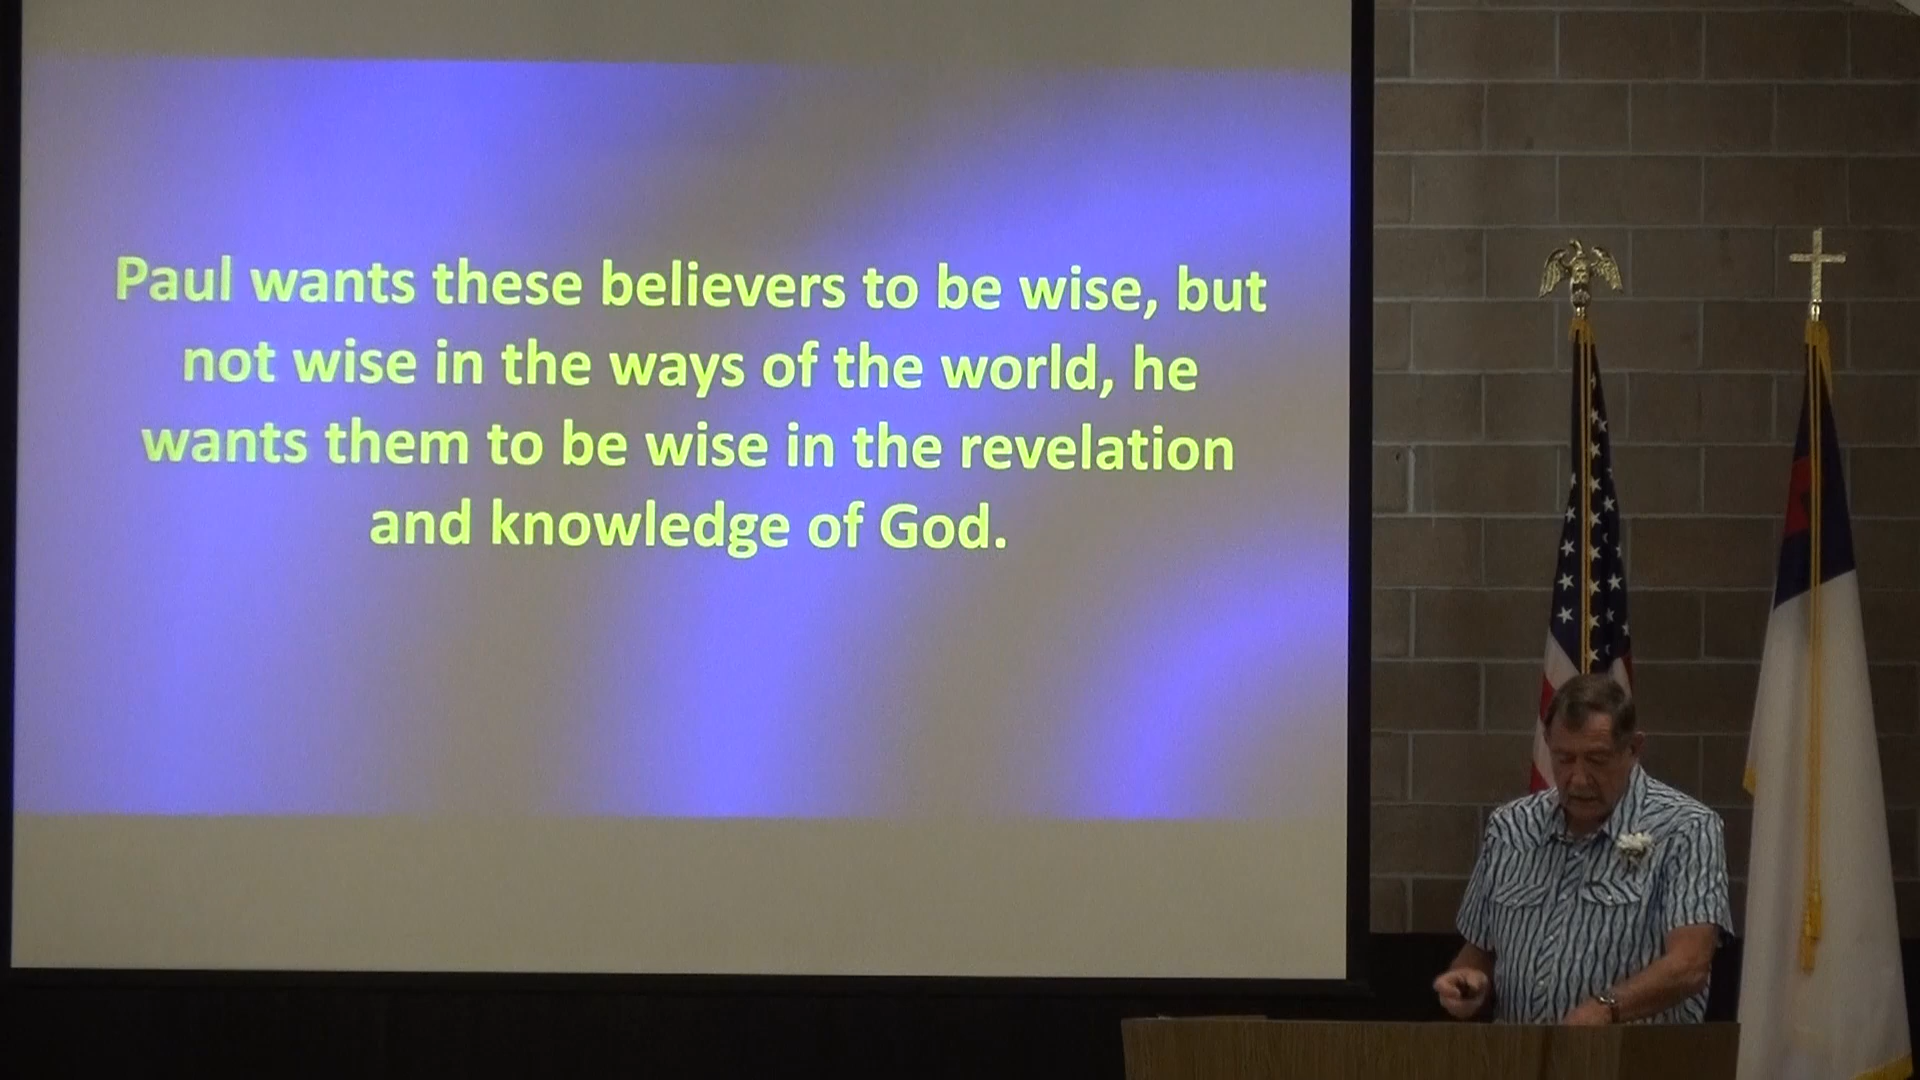 Paul wants these believers to be wise, but
not wise in the ways of the world, he
wants them to be wise in the revelation
and knowledge of God.